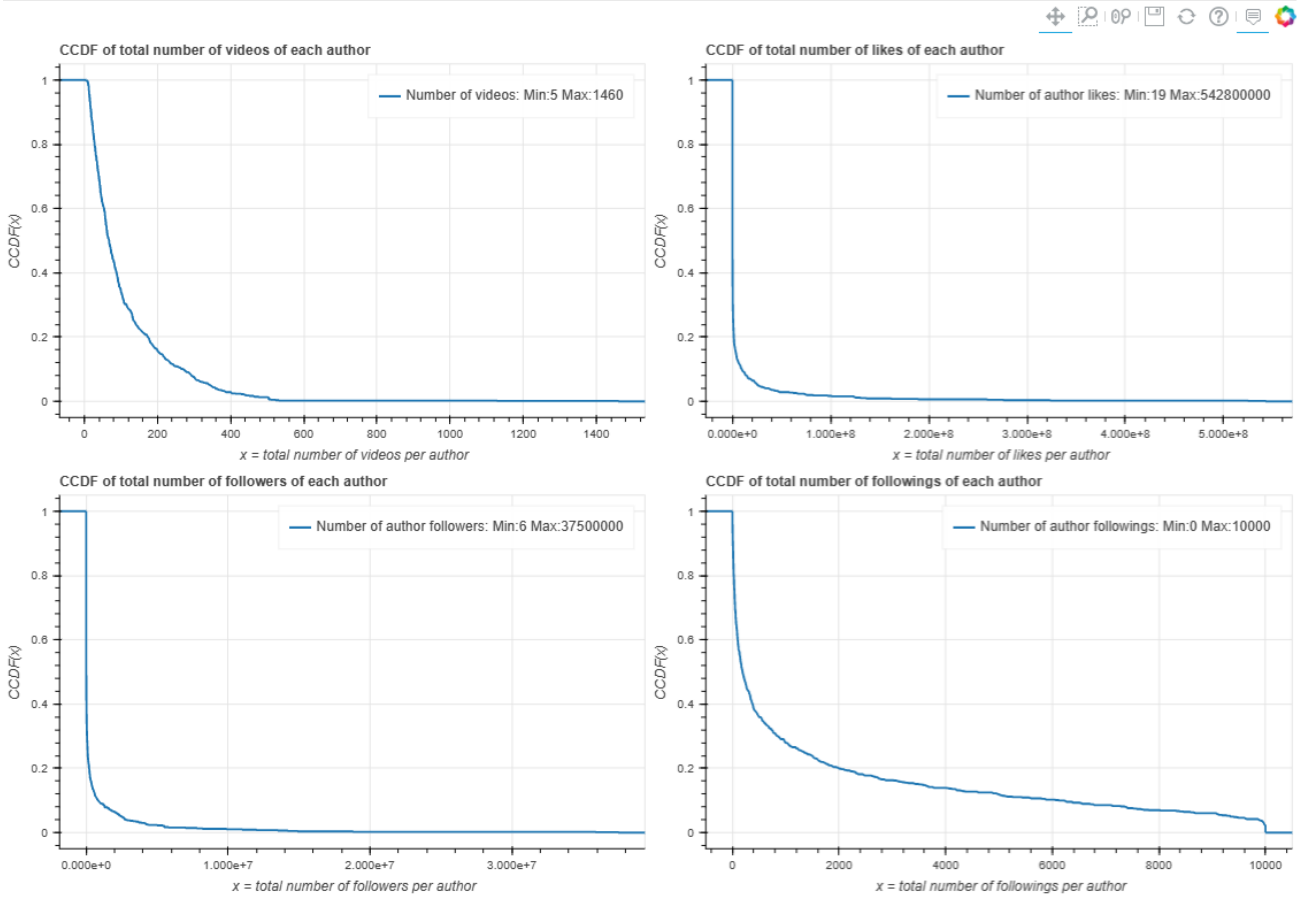 CCDF of total number of videos of each author
Number of videos: Min:5 Max:1460
CCDF(x)
1
0.8
0.6
0.4
0.2
0
0 200 400 600 800 1000 1200 1400
x = total number of videos per author
CCDF of total number of likes of each author
Number of author likes: Min:19 Max:542800000
CCDF(x)
1
0.8
0.6
0.4
0.2
0
0.000e+0 1.000e+8 2.000e+8 3.000e+8 4.000e+8 5.000e+8
x = total number of likes per author
CCDF of total number of followers of each author
Number of author followers: Min:6 Max:37500000
CCDF(x)
1
0.8
0.6
0.4
0.2
0
0.000e+0 1.000e+7 2.000e+7 3.000e+7
x = total number of followers per author
CCDF of total number of followings of each author
Number of author followings: Min:0 Max:10000
CCDF(x)
1
0.8
0.6
0.4
0.2
0
0 2000 4000 6000 8000 10000
x = total number of followings per author